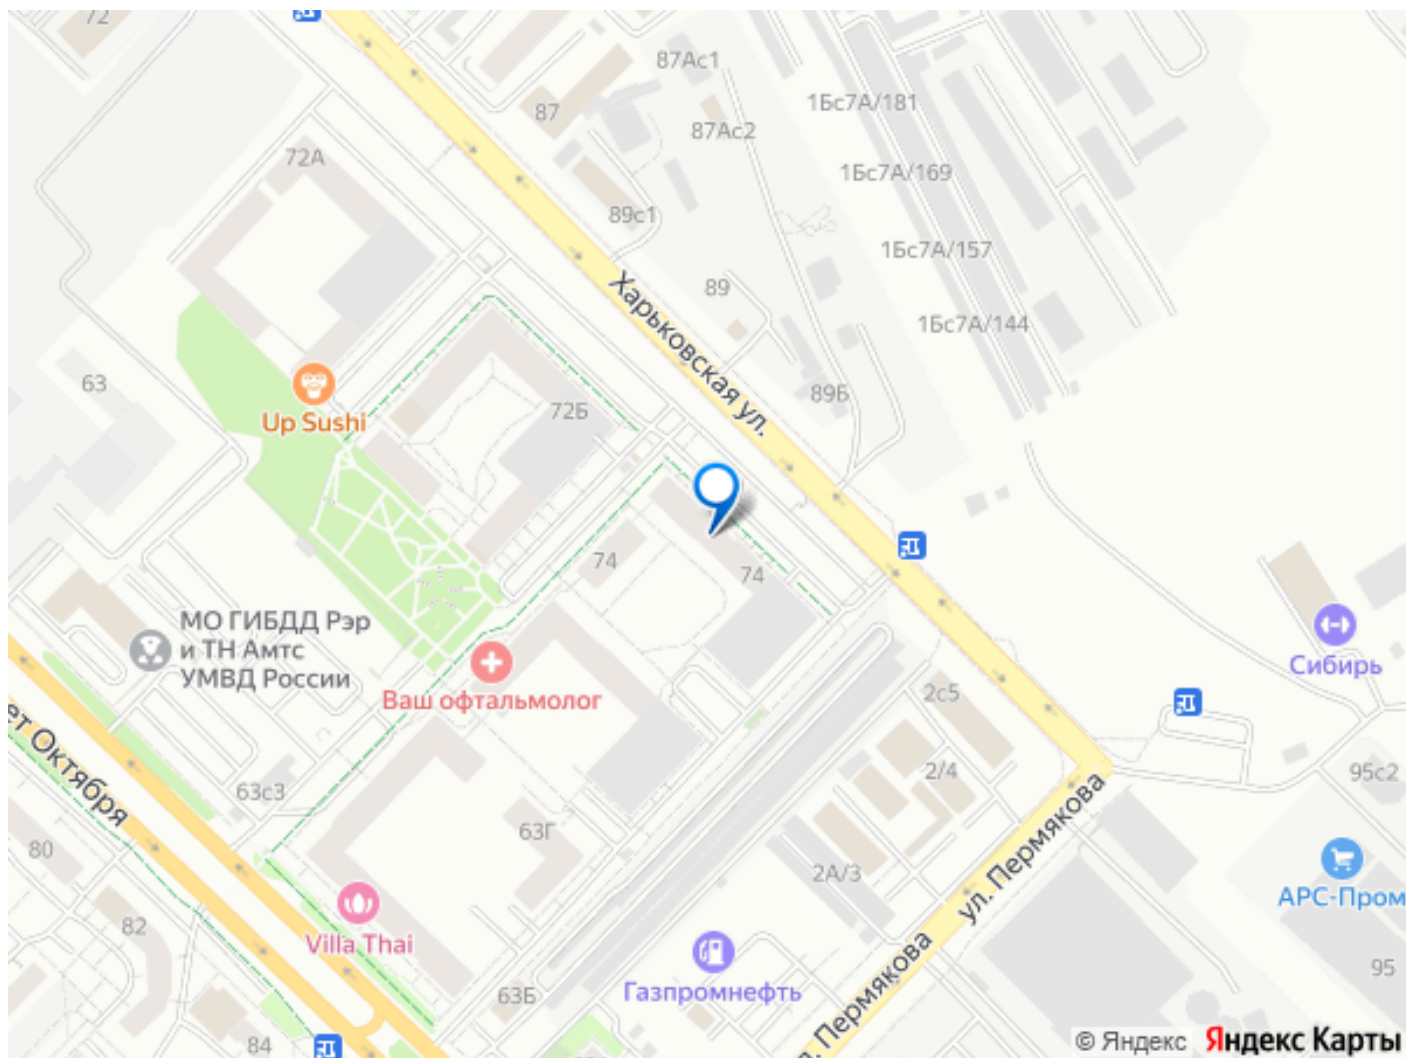 72
87Ас1
87
1Бс7А/181
87Ас2
72А
1Бс7А/169
89с1
1Бс7А/157
89
Харьковская ул.
1Бс7А/144
63
89Б
72Б
Up Sushi
74
74
МО ГИБДД Рэр
и ТН Амтс
УМВД России
Сибирь
Ваш офтальмолог
2с5
ет Октября
63с3
2/4
95с2
63Г
80
2А/3
ул. Пермякова
АРС-Пром
82
Villa Thai
95
63Б
Газпромнефть
л. Пермякова
84
© Яндекс Яндекс Карты